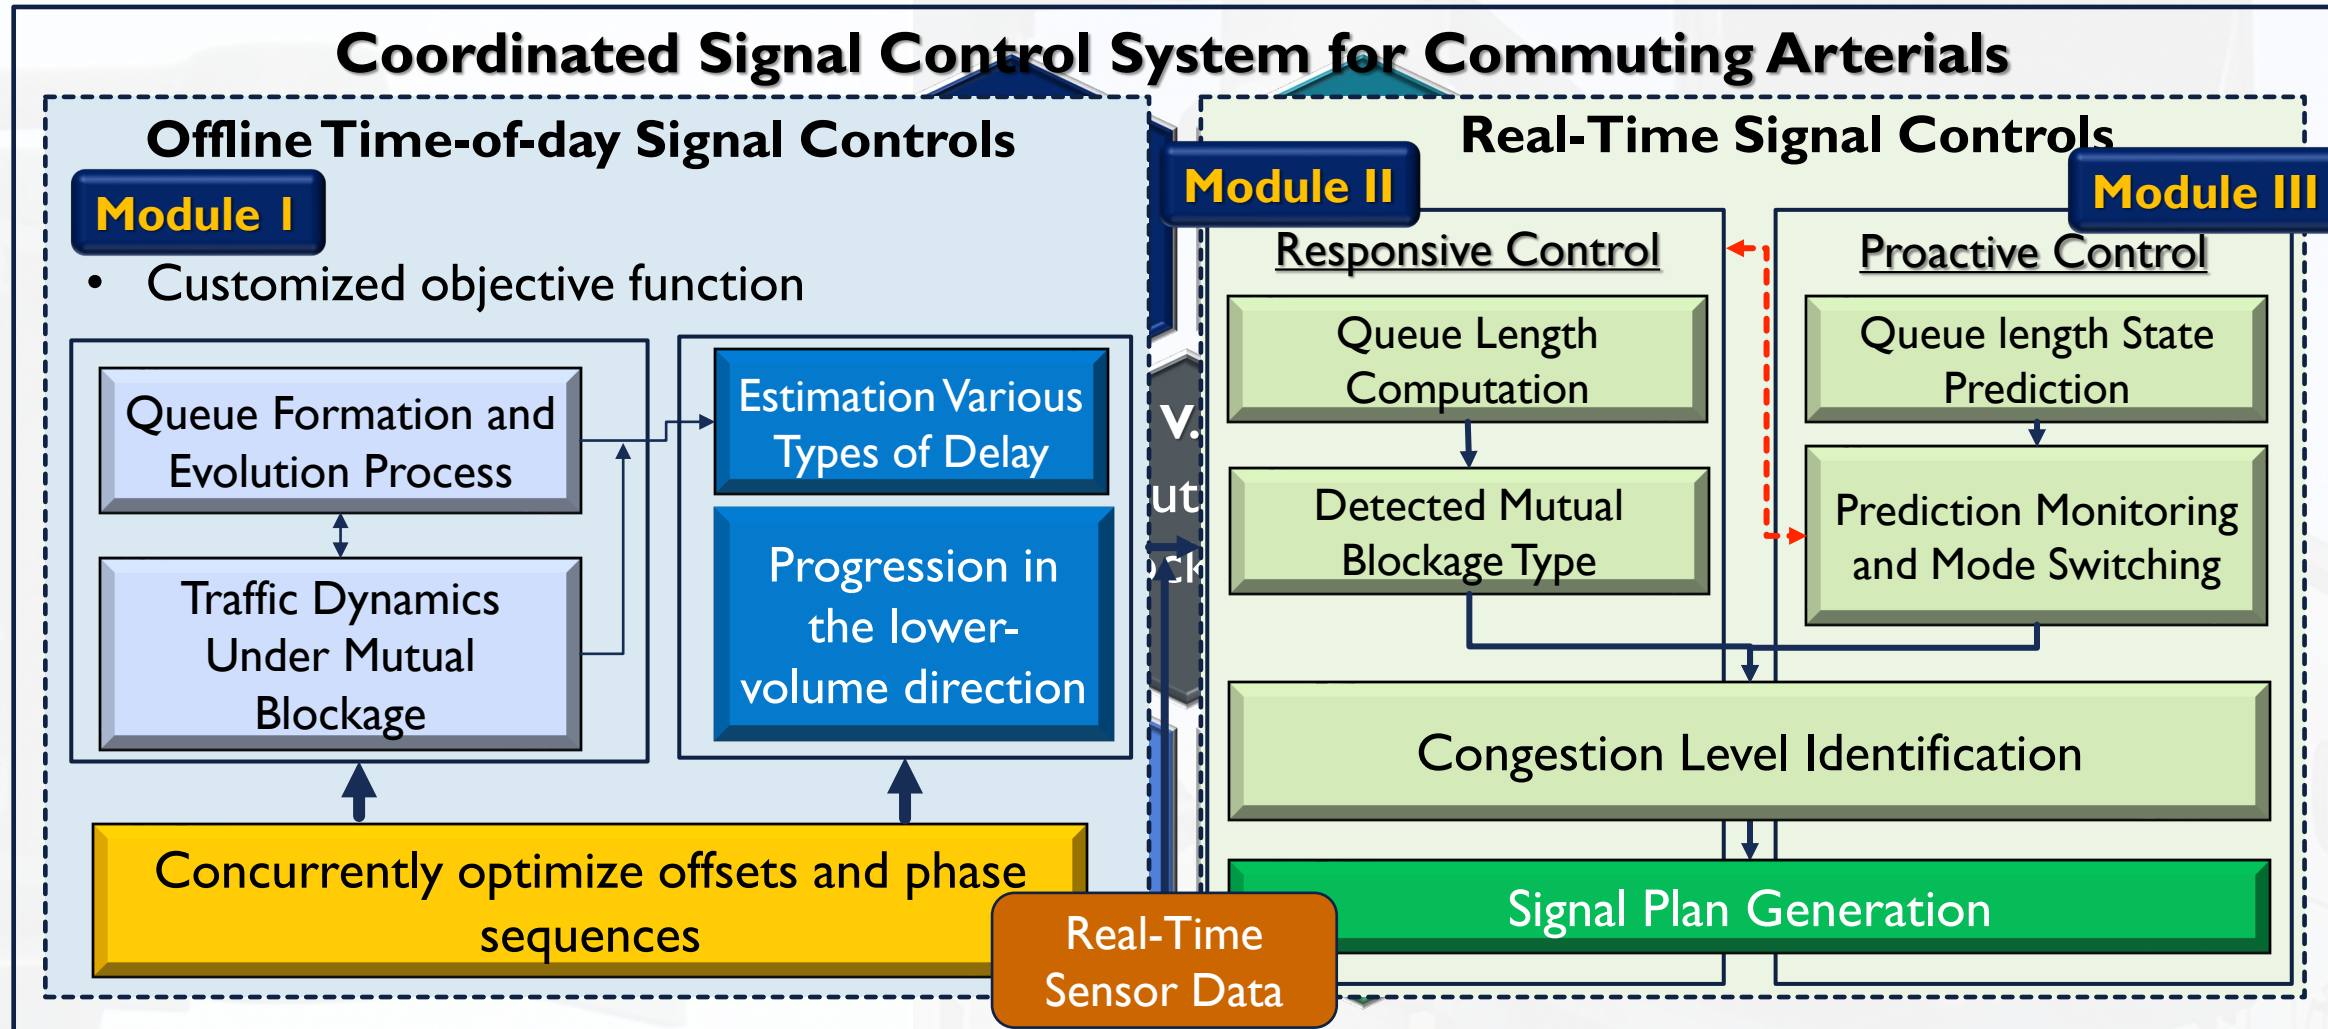 Coordinated Signal Control System for Commuting Arterials
Offline Time-of-day Signal Controls
Module I
• Customized objective function
Queue Formation and
Evolution Process
Traffic Dynamics
Under Mutual
Blockage
Estimation Various
Types of Delay
Progression in
the lower-
volume direction
Concurrently optimize offsets and phase
sequences
V.
Real-Time
Sensor Data
Real-Time Signal Controls
Module II
Responsive Control
Queue Length
Computation
Detected Mutual
Blockage Type
Module III
Proactive Control
Queue length State
Prediction
Prediction Monitoring
and Mode Switching
Congestion Level Identification
Signal Plan Generation